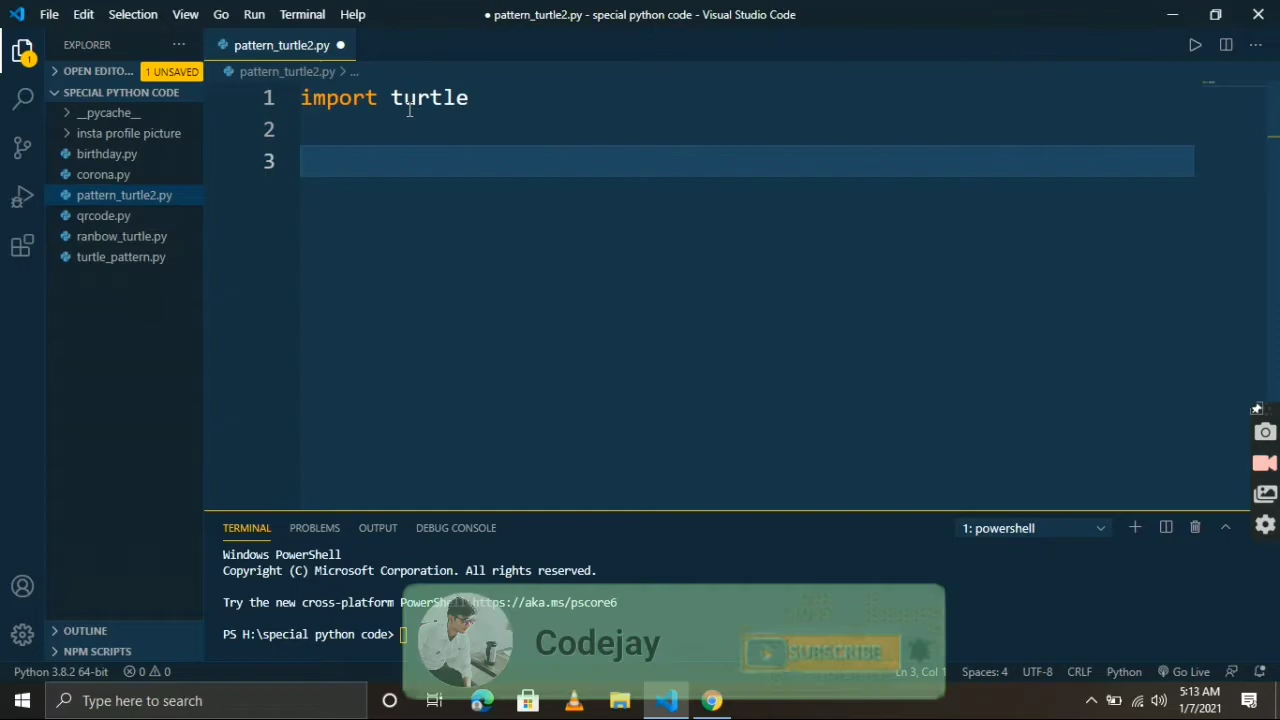 File Edit Selection View Go Run Terminal Help
● pattern_turtle2.py - special python code - Visual Studio Code
EXPLORER ...
pattern_turtle2.py ●
OPEN EDITO... 1 UNSAVED
pattern_turtle2.py > ...
SPECIAL PYTHON CODE
__pycache__
insta profile picture
birthday.py
corona.py
pattern_turtle2.py
qrcode.py
ranbow_turtle.py
turtle_pattern.py
OUTLINE
NPM SCRIPTS
1 import turtle
2
3
1
TERMINAL PROBLEMS OUTPUT DEBUG CONSOLE
1: powershell
Windows PowerShell
Copyright (C) Microsoft Corporation. All rights reserved.
Try the new cross-platform PowerShell https://aka.ms/pscore6
PS H:\special python code>
Codejay
SUBSCRIBE
Python 3.8.2 64-bit 0 0
Ln 3, Col 1 Spaces: 4 UTF-8 CRLF Python Go Live
Type here to search
5:13 AM
1/7/2021